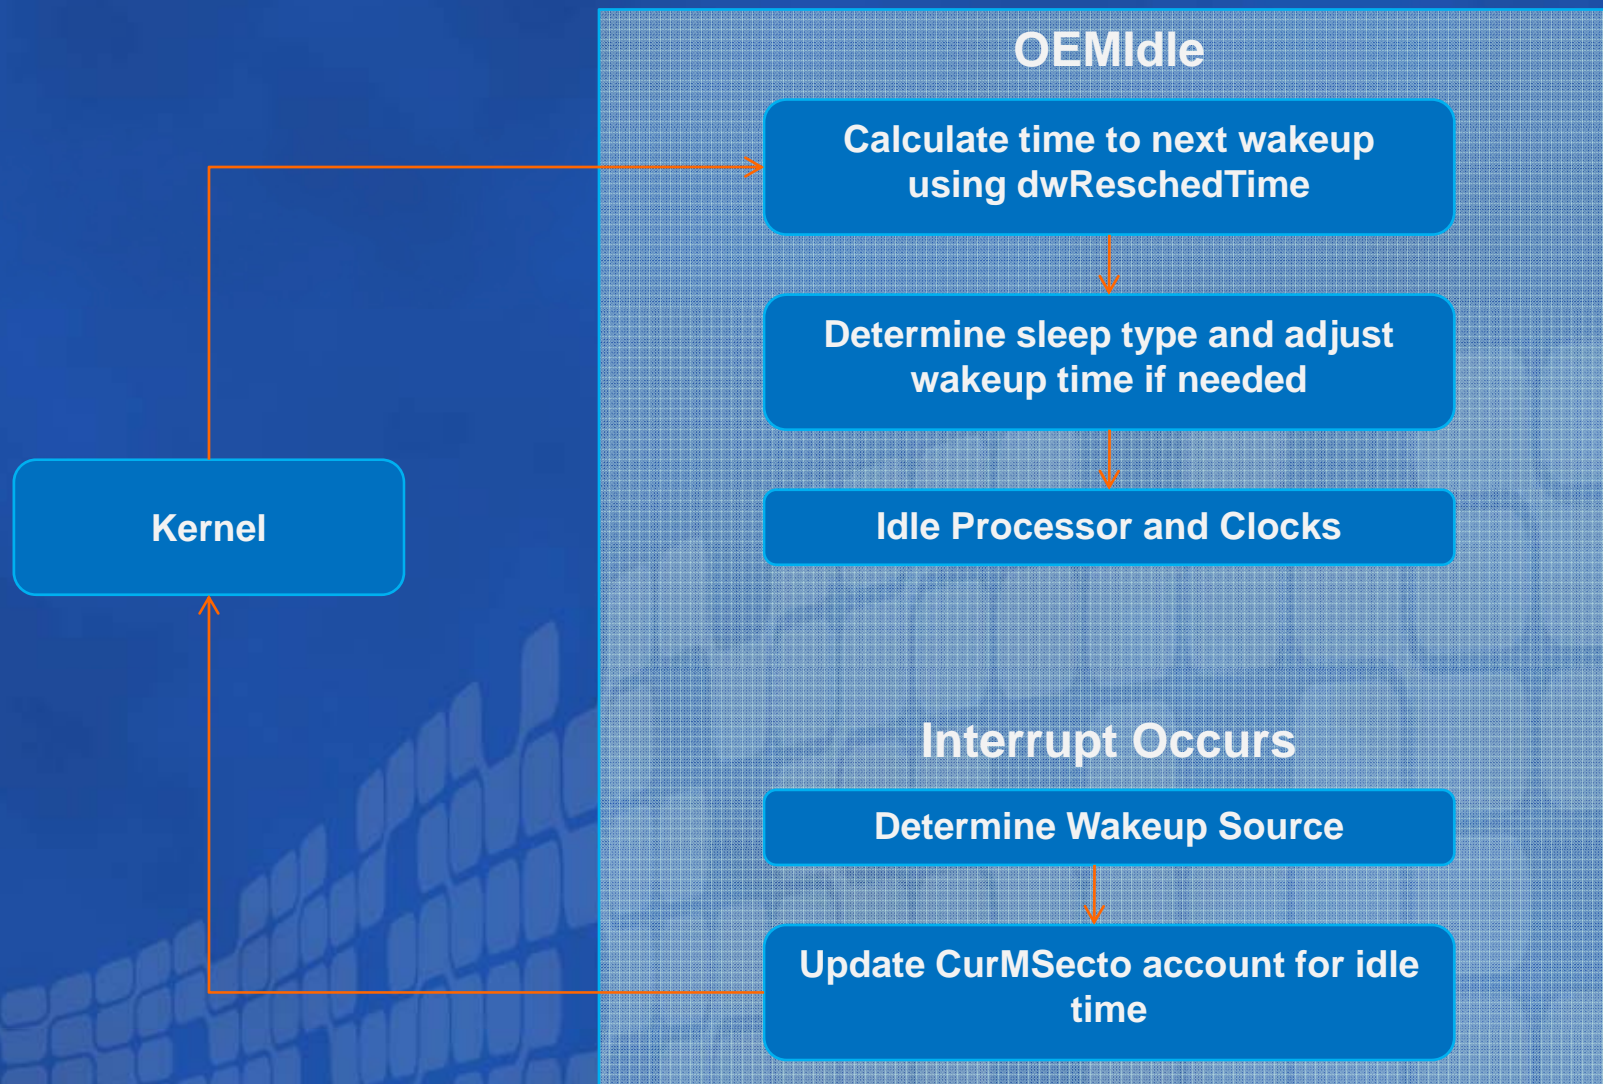 OEMIdle
Calculate time to next wakeup
using dwReschedTime
Determine sleep type and adjust
wakeup time if needed
Kernel
Idle Processor and Clocks
Interrupt Occurs
Determine Wakeup Source
Update CurMSecto account for idle
time